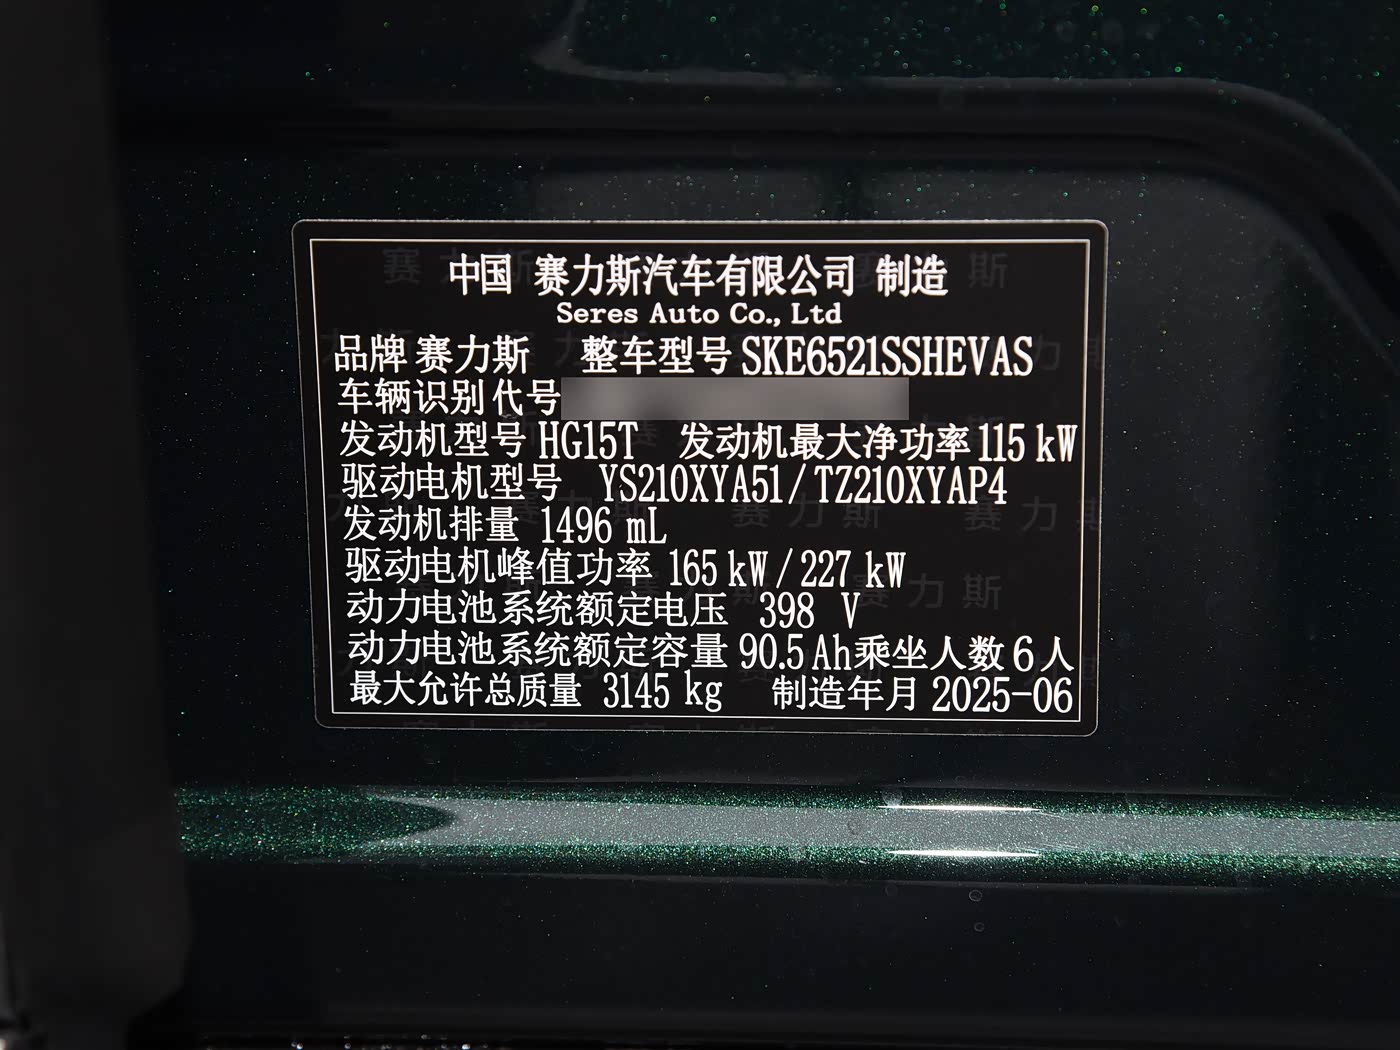 中国 赛力斯汽车有限公司 制造
Seres Auto Co., Ltd
品牌 赛力斯 整车型号 SKE6521SSHEVAS
车辆识别代号
发动机型号 HG15T 发动机最大净功率 115 kW
驱动电机型号 YS210XYA51/TZ210XYAP4
发动机排量 1496 mL
驱动电机峰值功率 165 kW/227 kW
动力电池系统额定电压 398 V
动力电池系统额定容量 90.5 Ah 乘坐人数 6 人
最大允许总质量 3145 kg 制造年月 2025-06